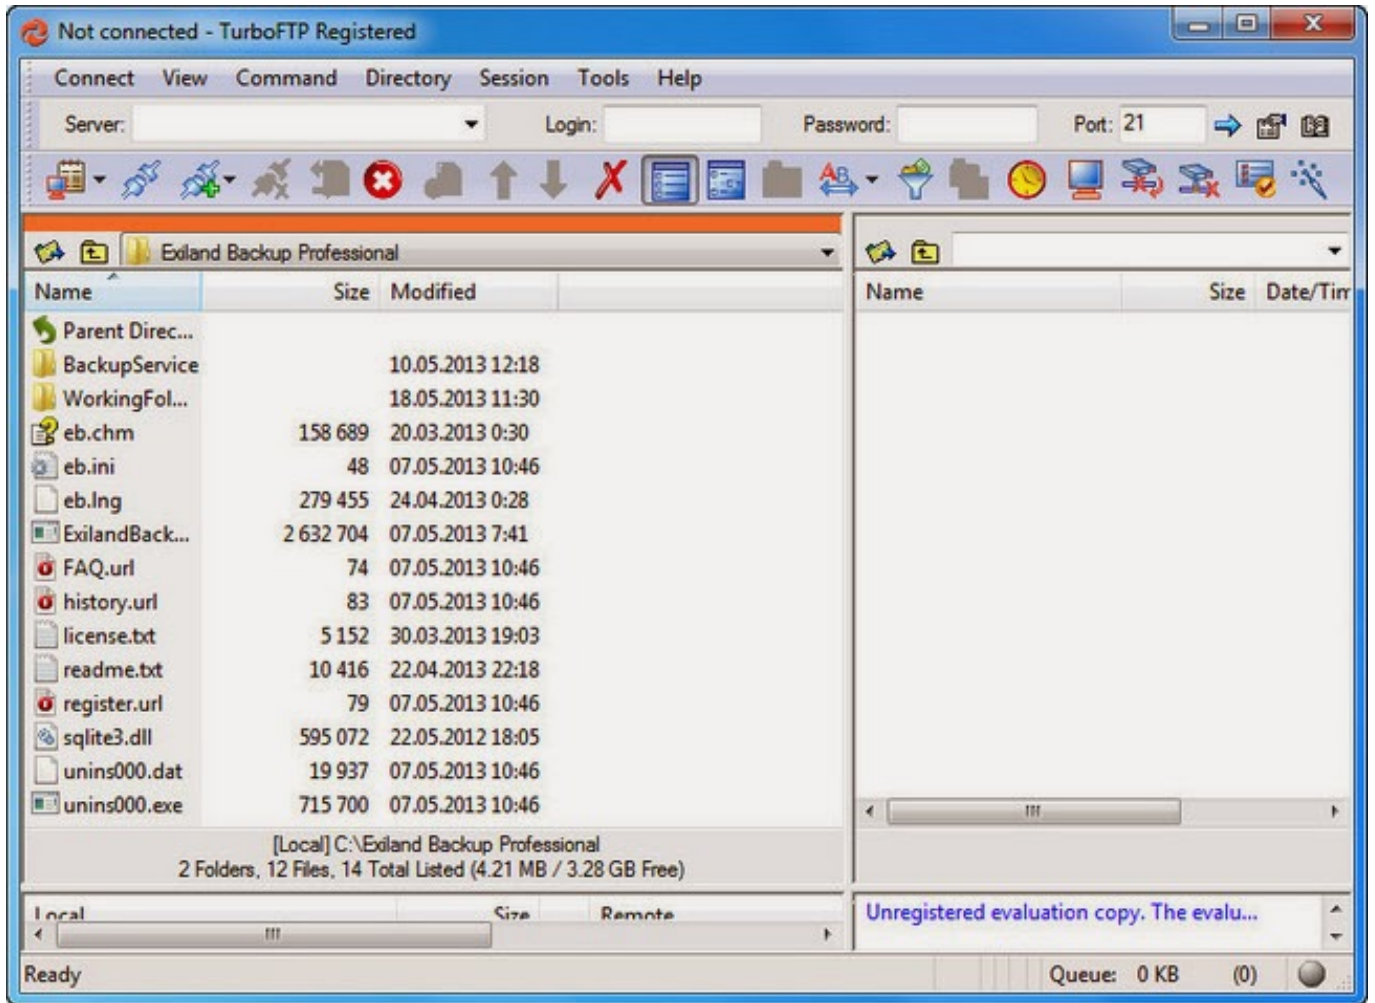 Not connected - TurboFTP Registered
Connect View Command Directory Session Tools Help
Server: Login: Password: Port: 21
Exiland Backup Professional
Name Size Modified
Parent Direc...
BackupService 10.05.2013 12:18
WorkingFol... 18.05.2013 11:30
eb.chm 158 689 20.03.2013 0:30
eb.ini 48 07.05.2013 10:46
eb.lng 279 455 24.04.2013 0:28
ExilandBack... 2 632 704 07.05.2013 7:41
FAQ.url 74 07.05.2013 10:46
history.url 83 07.05.2013 10:46
license.txt 5 152 30.03.2013 19:03
readme.txt 10 416 22.04.2013 22:18
register.url 79 07.05.2013 10:46
sqlite3.dll 595 072 22.05.2012 18:05
unins000.dat 19 937 07.05.2013 10:46
unins000.exe 715 700 07.05.2013 10:46
[Local] C:\Exiland Backup Professional
2 Folders, 12 Files, 14 Total Listed (4.21 MB / 3.28 GB Free)
Local Size Remote
Name Size Date/Tim
Unregistered evaluation copy. The evalu...
Ready Queue: 0 KB (0)